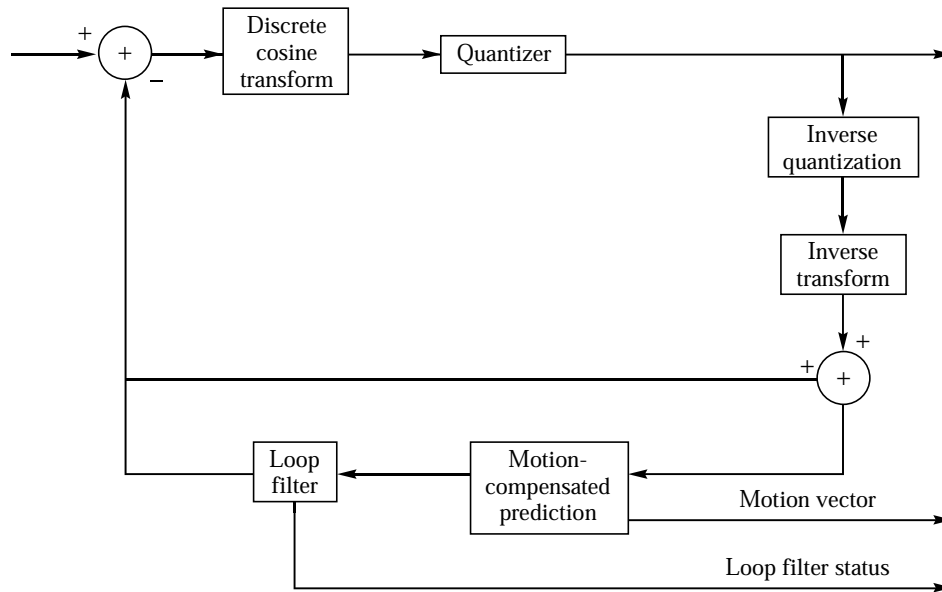 +
+
−
Discrete
cosine
transform
Quantizer
Inverse
quantization
Inverse
transform
+
+
+
Loop
filter
Motion-
compensated
prediction
Motion vector
Loop filter status